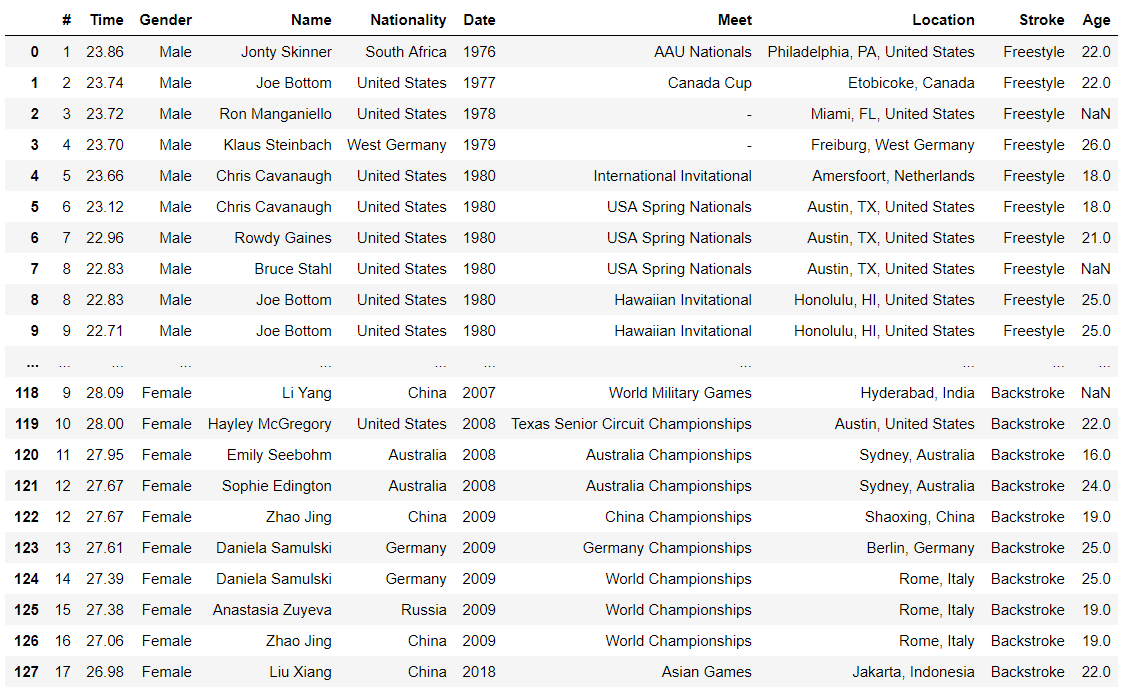 # Time Gender Name Nationality Date Meet Location Stroke Age
0 1 23.86 Male Jonty Skinner South Africa 1976 AAU Nationals Philadelphia, PA, United States Freestyle 22.0
1 2 23.74 Male Joe Bottom United States 1977 Canada Cup Etobicoke, Canada Freestyle 22.0
2 3 23.72 Male Ron Manganiello United States 1978 - Miami, FL, United States Freestyle NaN
3 4 23.70 Male Klaus Steinbach West Germany 1979 - Freiburg, West Germany Freestyle 26.0
4 5 23.66 Male Chris Cavanaugh United States 1980 International Invitational Amersfoort, Netherlands Freestyle 18.0
5 6 23.12 Male Chris Cavanaugh United States 1980 USA Spring Nationals Austin, TX, United States Freestyle 18.0
6 7 22.96 Male Rowdy Gaines United States 1980 USA Spring Nationals Austin, TX, United States Freestyle 21.0
7 8 22.83 Male Bruce Stahl United States 1980 USA Spring Nationals Austin, TX, United States Freestyle NaN
8 8 22.83 Male Joe Bottom United States 1980 Hawaiian Invitational Honolulu, HI, United States Freestyle 25.0
9 9 22.71 Male Joe Bottom United States 1980 Hawaiian Invitational Honolulu, HI, United States Freestyle 25.0
... ... ... ... ... ... ... ... ... ... ...
118 9 28.09 Female Li Yang China 2007 World Military Games Hyderabad, India Backstroke NaN
119 10 28.00 Female Hayley McGregory United States 2008 Texas Senior Circuit Championships Austin, United States Backstroke 22.0
120 11 27.95 Female Emily Seebohm Australia 2008 Australia Championships Sydney, Australia Backstroke 16.0
121 12 27.67 Female Sophie Edington Australia 2008 Australia Championships Sydney, Australia Backstroke 24.0
122 12 27.67 Female Zhao Jing China 2009 China Championships Shaoxing, China Backstroke 19.0
123 13 27.61 Female Daniela Samulski Germany 2009 Germany Championships Berlin, Germany Backstroke 25.0
124 14 27.39 Female Daniela Samulski Germany 2009 World Championships Rome, Italy Backstroke 25.0
125 15 27.38 Female Anastasia Zuyeva Russia 2009 World Championships Rome, Italy Backstroke 19.0
126 16 27.06 Female Zhao Jing China 2009 World Championships Rome, Italy Backstroke 19.0
127 17 26.98 Female Liu Xiang China 2018 Asian Games Jakarta, Indonesia Backstroke 22.0